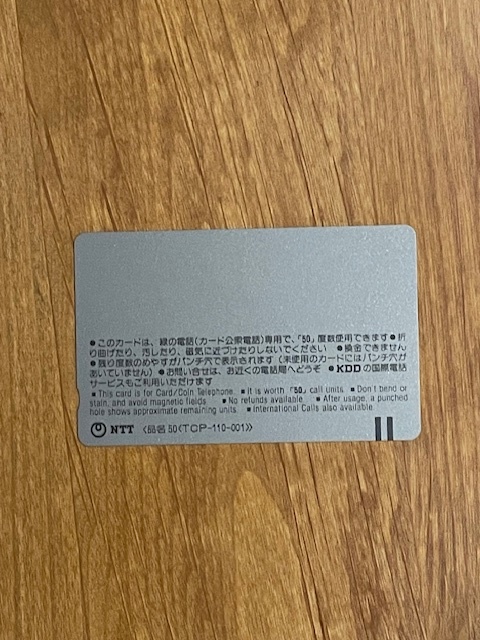 ●このカードは、緑の電話(カード公衆電話)専用で、「50」度数使用できます●折
り曲げたり、汚したり、磁気に近づけたりしないでください ●換金できません
●残り度数のめやすがパンチ穴で表示されます(未使用のカードにはパンチ穴が
あいていません)●お問い合せは、お近くの電話局へどうぞ ●KDDの国際電話
サービスもご利用いただけます
■This card is for Card/Coin Telephone. ■It is worth「50」call units. ■Don't bend or
stain, and avoid magnetic fields ■No refunds available ■After usage, a punched
hole shows approximate remaining units. ■International Calls also available.
NTT 〈品名 50〈TCP-110-001〉〉